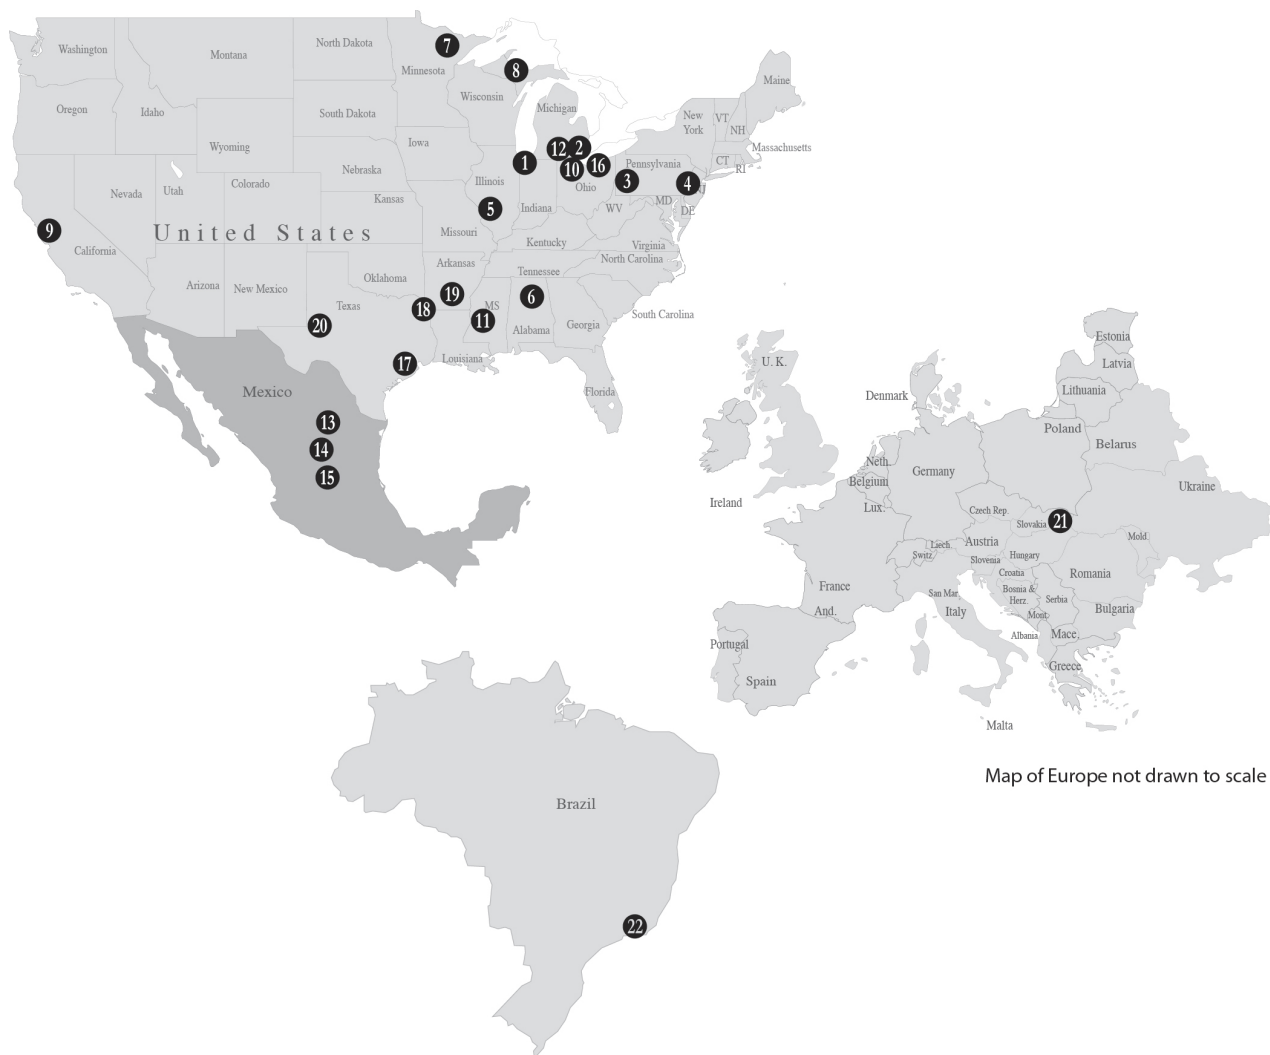 Washington
Montana
North Dakota
7
Minnesota
8
Maine
Oregon
Idaho
South Dakota
Wisconsin
Michigan
New
York
VT
NH
Wyoming
Iowa
12
2
Massachusetts
Nebraska
1
10
16
Pennsylvania
CT
RI
Nevada
Utah
Colorado
Kansas
Illinois
Ohio
3
4
NJ
5
Indiana
WV
MD
DE
9
California
United States
Missouri
Kentucky
Virginia
North Carolina
Arizona
New Mexico
Oklahoma
Arkansas
Tennessee
Texas
18
19
MS
6
South Carolina
20
11
Alabama
Georgia
17
Louisiana
Florida
Mexico
13
14
15
Estonia
U. K.
Latvia
Denmark
Lithuania
Poland
Belarus
Neth.
Germany
Belgium
Ukraine
Ireland
Lux.
Czech Rep.
Slovakia
21
Austria
Mold.
Liech.
Switz
Slovenia
Hungary
Croatia
Romania
France
San Mar.
Bosnia &
Herz.
Serbia
And.
Italy
Mont.
Bulgaria
Albania
Mace.
Portugal
Greece
Spain
Malta
Map of Europe not drawn to scale
Brazil
22